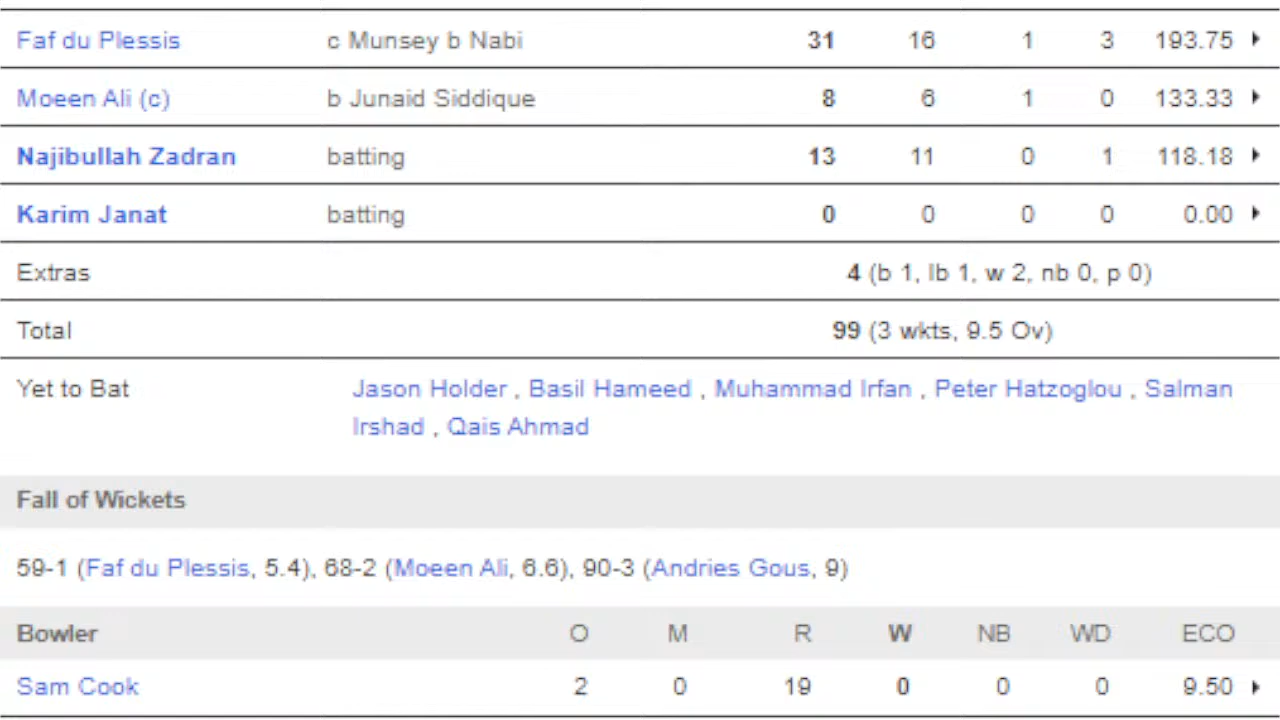 Faf du Plessis c Munsey b Nabi 31 16 1 3 193.75
Moeen Ali (c) b Junaid Siddique 8 6 1 0 133.33
Najibullah Zadran batting 13 11 0 1 118.18
Karim Janat batting 0 0 0 0 0.00
Extras 4 (b 1, lb 1, w 2, nb 0, p 0)
Total 99 (3 wkts, 9.5 Ov)
Yet to Bat Jason Holder , Basil Hameed , Muhammad Irfan , Peter Hatzoglou , Salman
Irshad , Qais Ahmad
Fall of Wickets
59-1 (Faf du Plessis, 5.4), 68-2 (Moeen Ali, 6.6), 90-3 (Andries Gous, 9)
Bowler O M R W NB WD ECO
Sam Cook 2 0 19 0 0 0 9.50